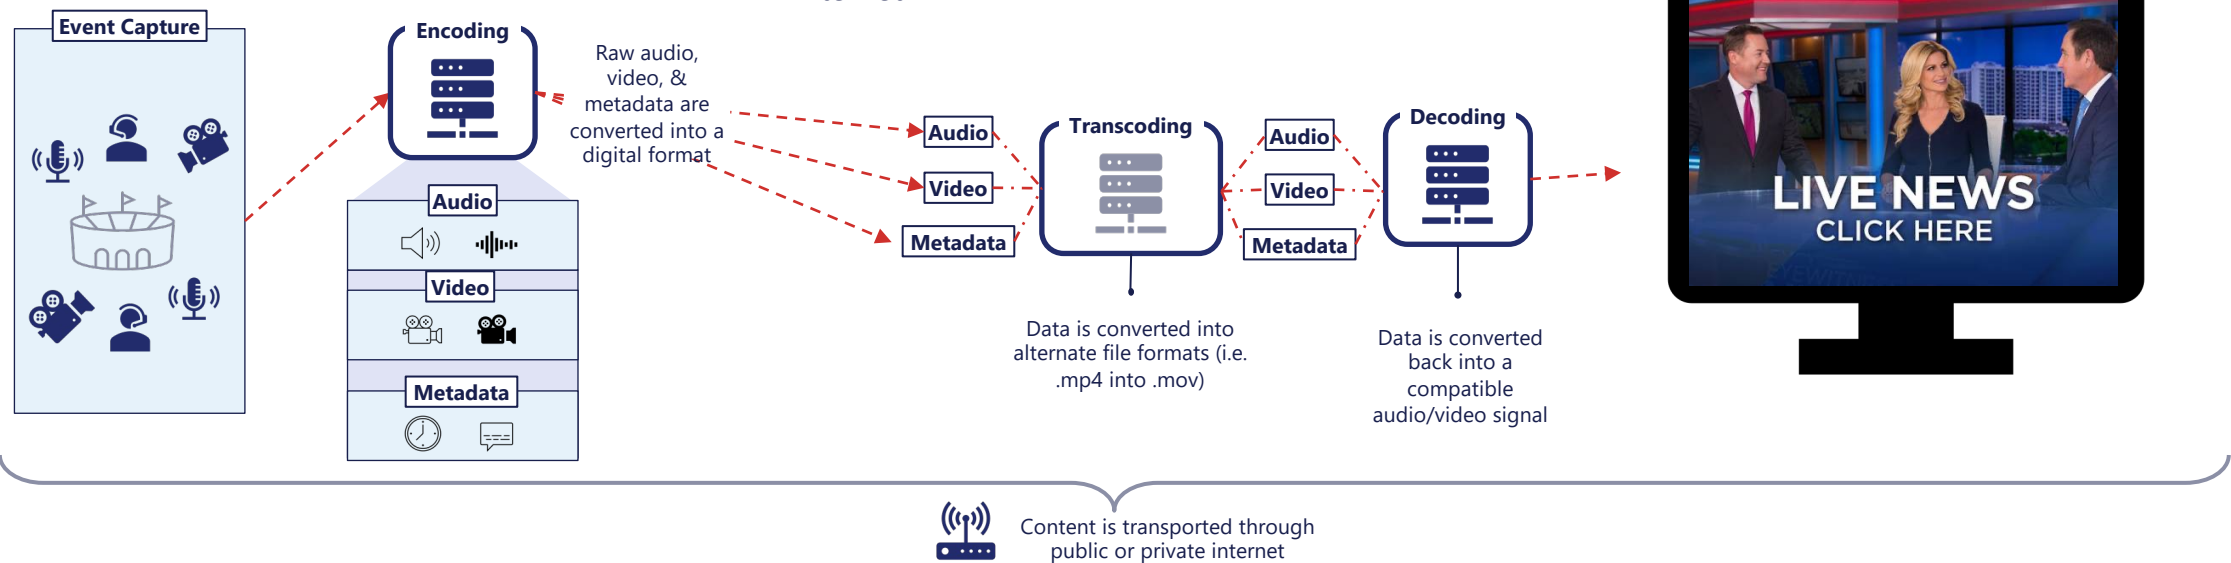 Event Capture
Encoding
Audio
Video
Metadata
Raw audio,
video, &
metadata are
converted into a
digital format
Audio
Video
Metadata
Transcoding
Data is converted into
alternate file formats (i.e.
.mp4 into .mov)
Audio
Video
Metadata
Decoding
Data is converted
back into a
compatible
audio/video signal
LIVE NEWS
CLICK HERE
Content is transported through
public or private internet